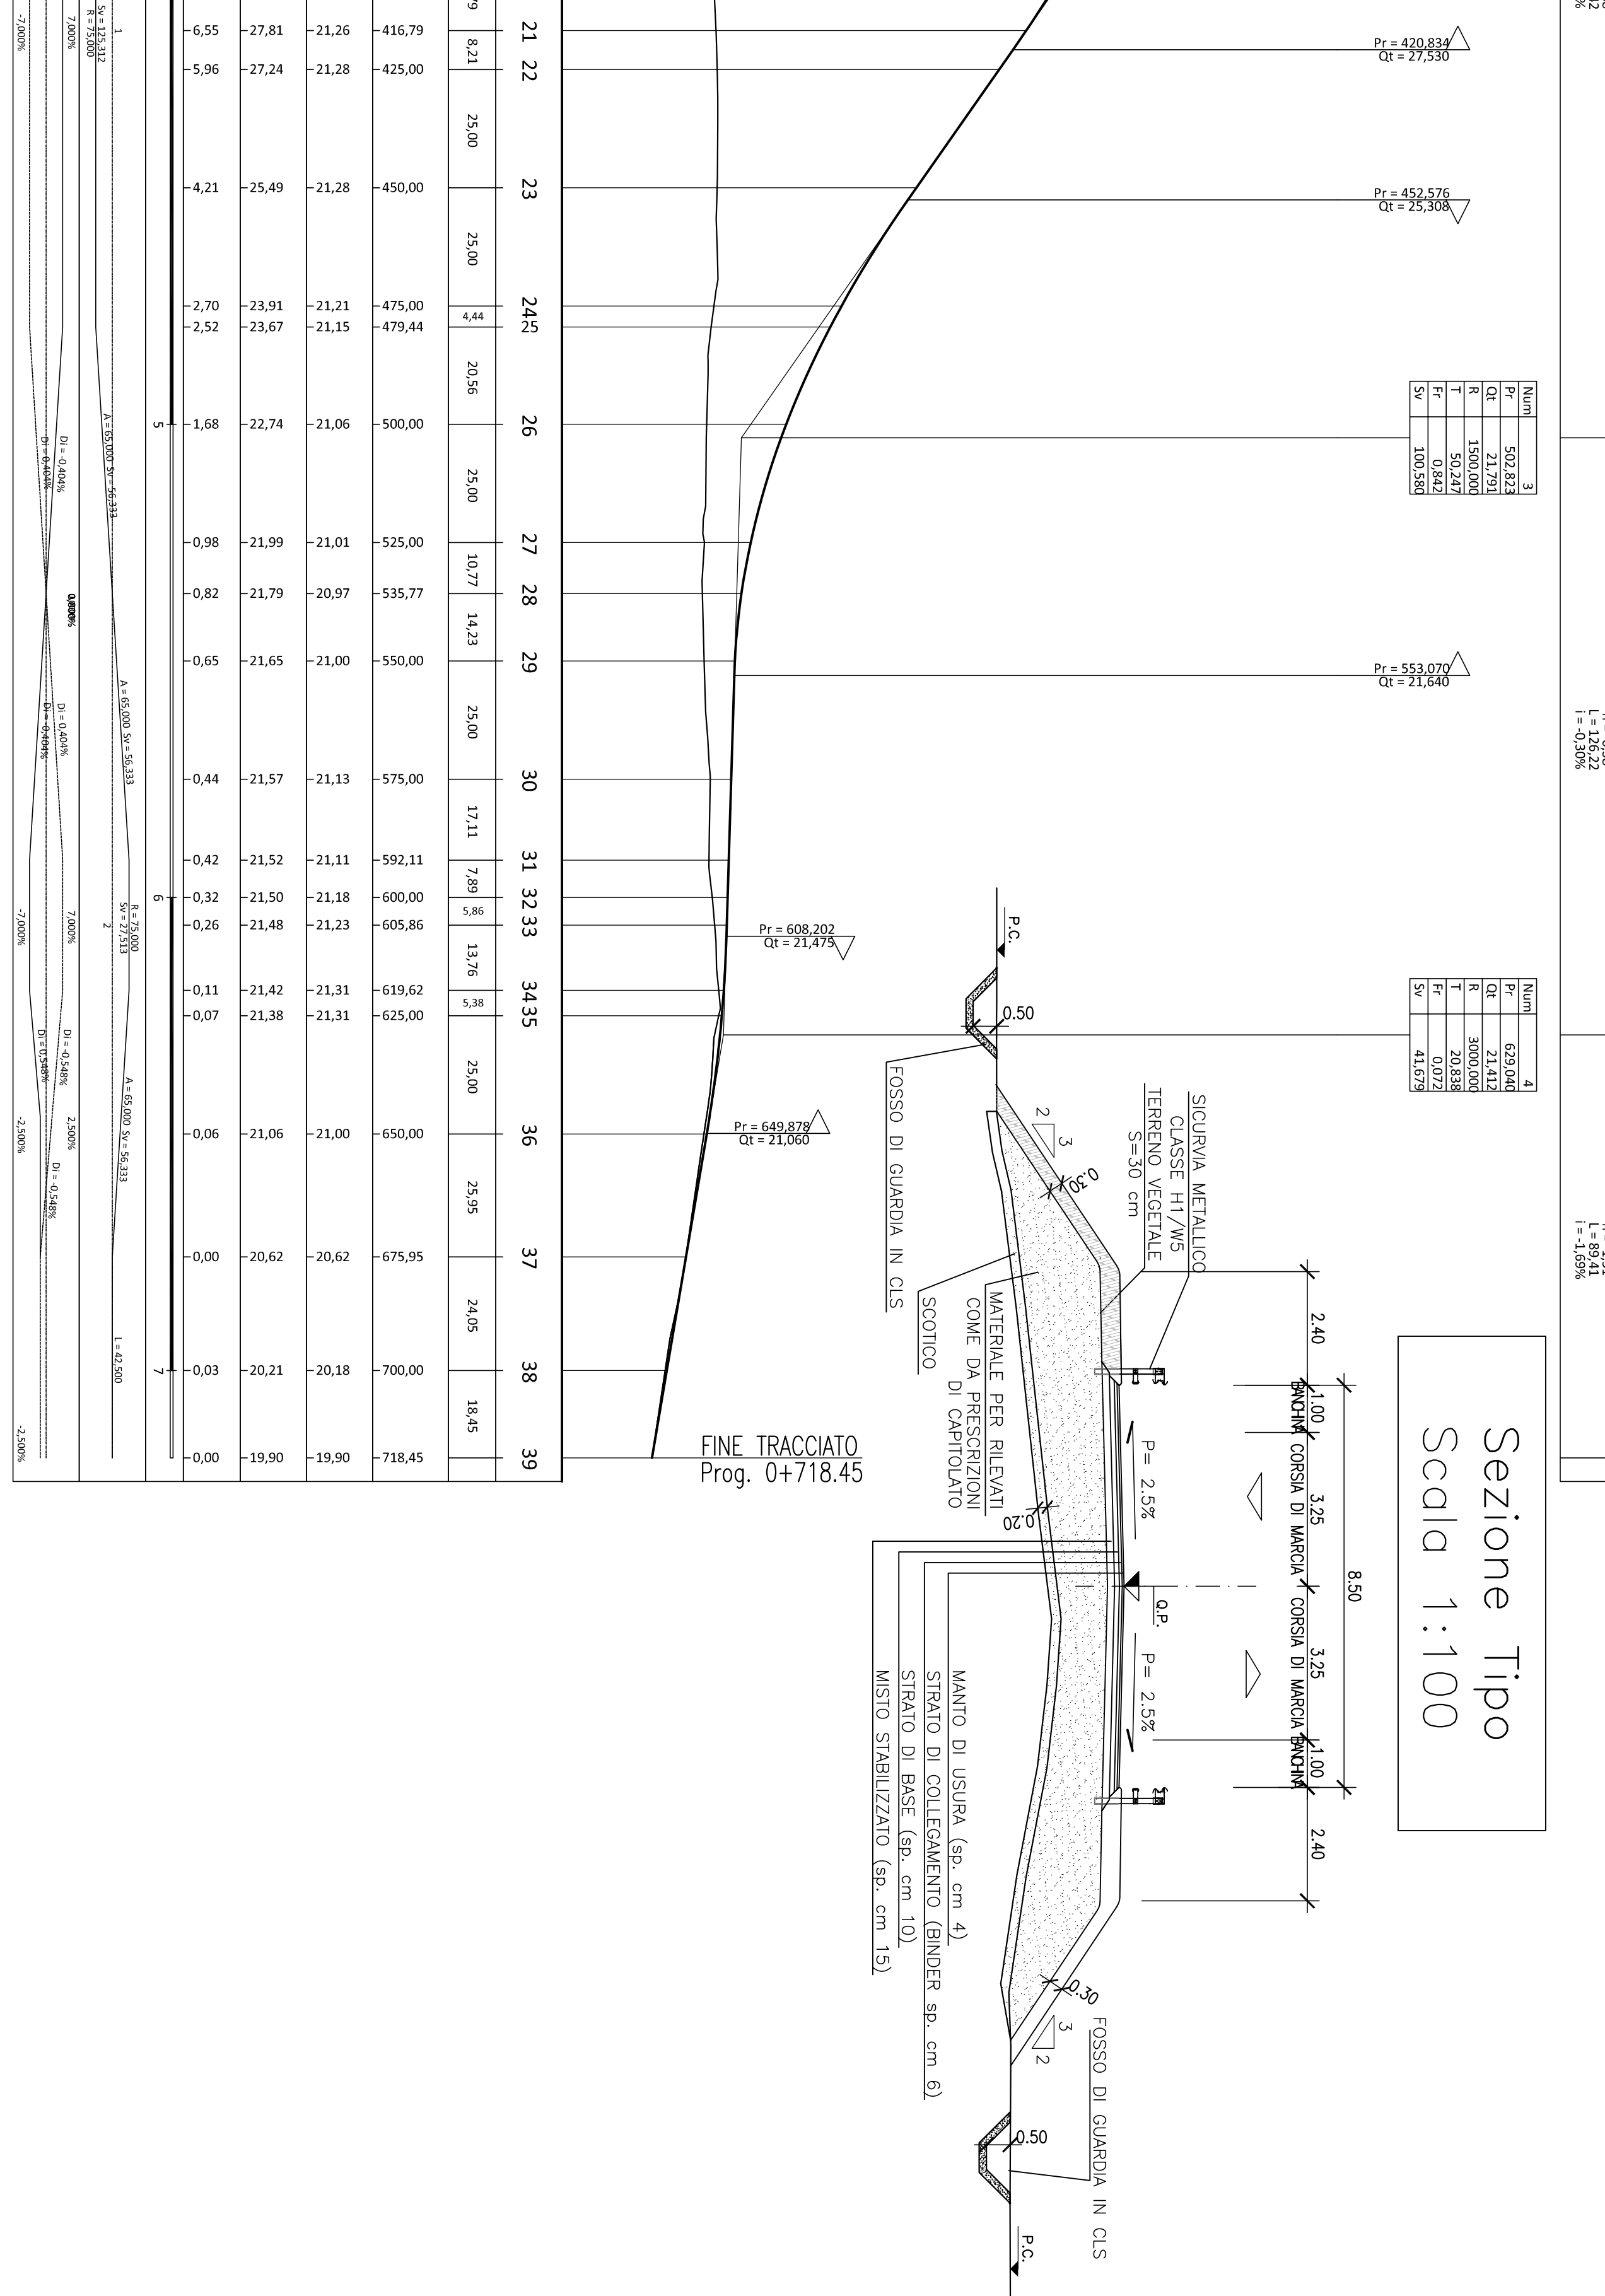 Sezione Tipo
Scala 1:100
8.50
2.40
1.00
3.25
3.25
1.00
2.40
BANCHINA
CORSIA DI MARCIA
CORSIA DI MARCIA
BANCHINA
P= 2.5%
Q.P.
P= 2.5%
SICURVIA METALLICO
CLASSE H1/W5
TERRENO VEGETALE
S=30 cm
2
3
0.30
0.30
3
2
P.C.
0.50
0.50
P.C.
FOSSO DI GUARDIA IN CLS
FOSSO DI GUARDIA IN CLS
SCOTICO
MATERIALE PER RILEVATI
COME DA PRESCRIZIONI
DI CAPITOLATO
0.20
MANTO DI USURA (sp. cm 4)
STRATO DI COLLEGAMENTO (BINDER sp. cm 6)
STRATO DI BASE (sp. cm 10)
MISTO STABILIZZATO (sp. cm 15)
L = 126,22
i = -0,30%
L = 89,41
i = -1,69%
Num 3
Pr 502,823
Qt 21,791
R 1500,000
T 50,247
Fr 0,842
Sv 100,580
Num 4
Pr 629,040
Qt 21,412
R 3000,000
T 20,838
Fr 0,072
Sv 41,679
Pr = 420,834
Qt = 27,530
Pr = 452,576
Qt = 25,308
Pr = 553,070
Qt = 21,640
Pr = 608,202
Qt = 21,475
Pr = 649,878
Qt = 21,060
FINE TRACCIATO
Prog. 0+718.45
21 22 23 24 25 26 27 28 29 30 31 32 33 34 35 36 37 38 39
8,21 25,00 25,00 4,44 20,56 25,00 10,77 14,23 25,00 17,11 7,89 5,86 13,76 5,38 25,00 25,95 24,05 18,45
416,79 425,00 450,00 475,00 479,44 500,00 525,00 535,77 550,00 575,00 592,11 600,00 605,86 619,62 625,00 650,00 675,95 700,00 718,45
21,26 21,28 21,28 21,21 21,15 21,06 21,01 20,97 21,00 21,13 21,11 21,18 21,23 21,31 21,31 21,00 20,62 20,18 19,90
27,81 27,24 25,49 23,91 23,67 22,74 21,99 21,79 21,65 21,57 21,52 21,50 21,48 21,42 21,38 21,06 20,62 20,21 19,90
6,55 5,96 4,21 2,70 2,52 1,68 0,98 0,82 0,65 0,44 0,42 0,32 0,26 0,11 0,07 0,06 0,00 0,03 0,00
5 6 7
1
Sv = 125,312
R = 75,000
A = 65,000 Sv = 56,333
A = 65,000 Sv = 56,333
R = 75,000
Sv = 27,513
2
A = 65,000 Sv = 56,333
L = 42,500
7,000%
-7,000%
Di = -0,404%
Di = 0,404%
Di = 0,404%
Di = -0,404%
7,000%
-7,000%
Di = -0,548%
Di = 0,548%
2,500%
-2,500%
Di = -0,548%
-2,500%